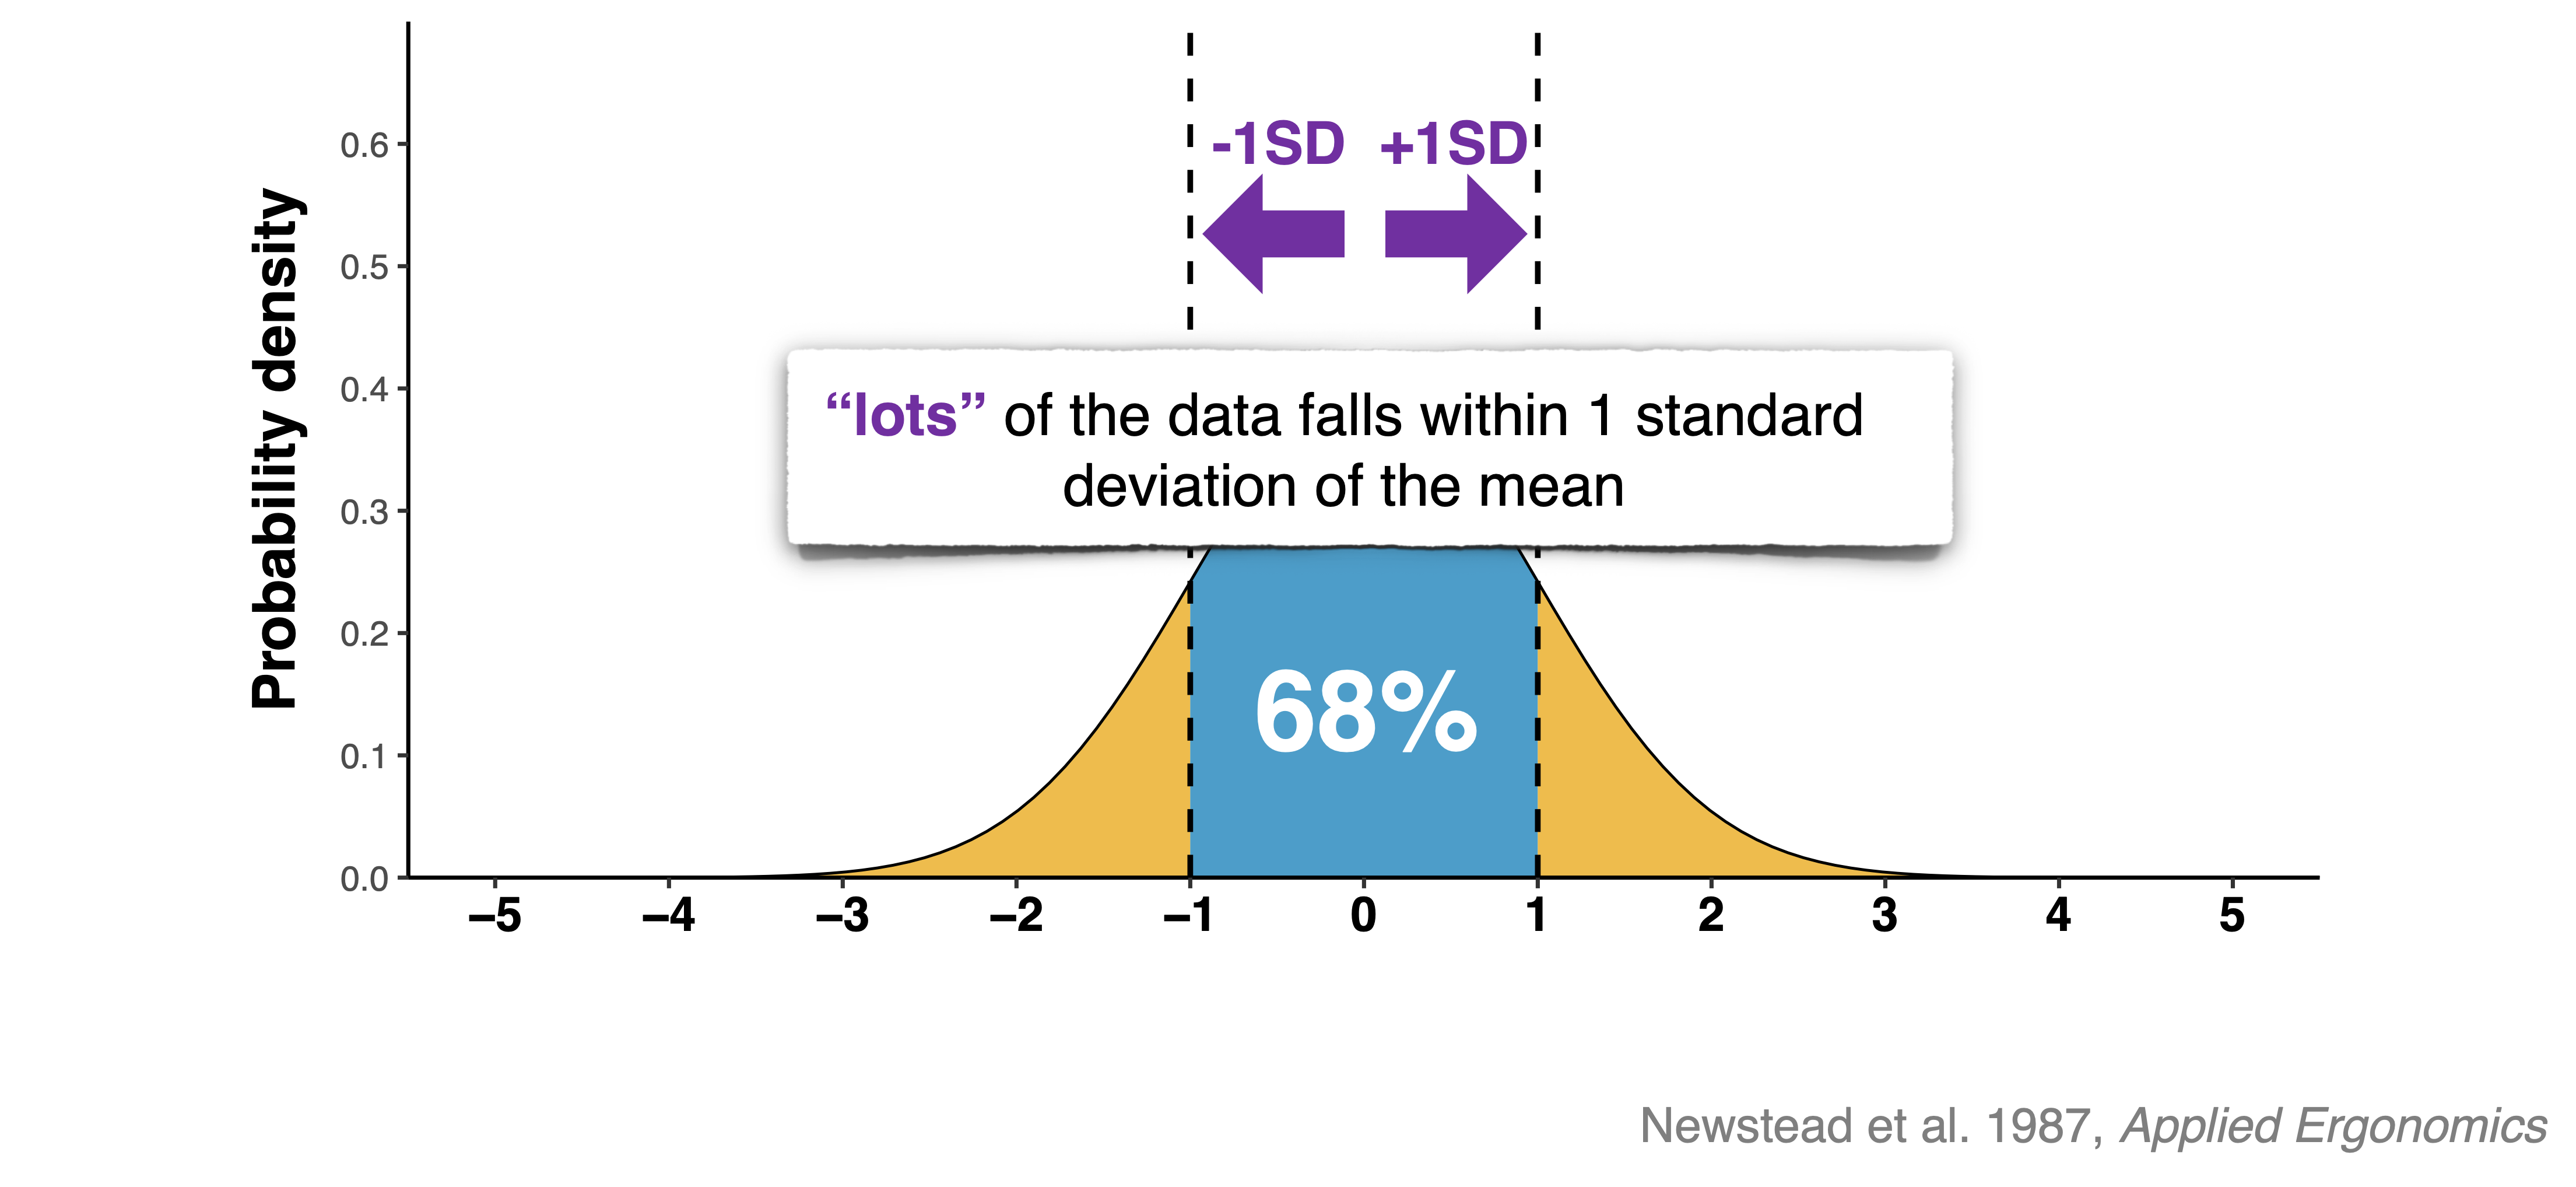 -1SD +1SD
0.6
0.5
0.4
0.3
0.2
0.1
0.0
Probability density
“lots” of the data falls within 1 standard
deviation of the mean
68%
–5 –4 –3 –2 –1 0 1 2 3 4 5
Newstead et al. 1987, Applied Ergonomics